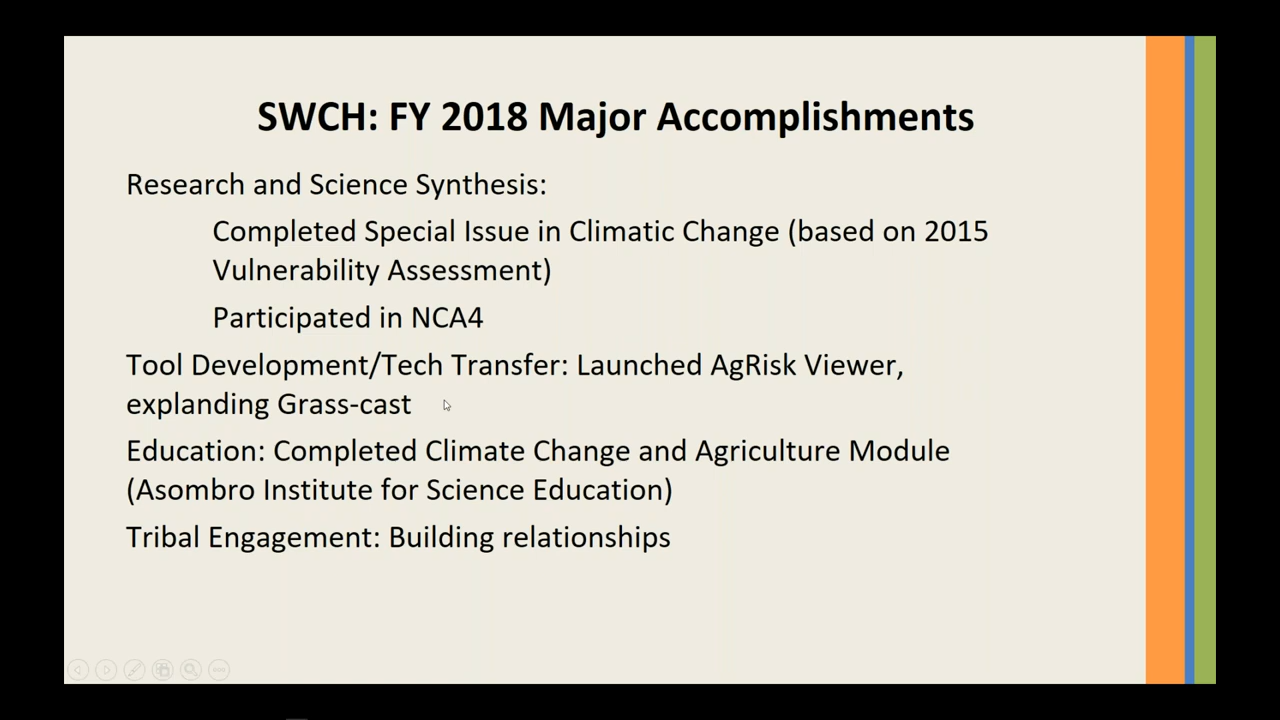 SWCH: FY 2018 Major Accomplishments
Research and Science Synthesis:
Completed Special Issue in Climatic Change (based on 2015
Vulnerability Assessment)
Participated in NCA4
Tool Development/Tech Transfer: Launched AgRisk Viewer,
explanding Grass-cast
Education: Completed Climate Change and Agriculture Module
(Asombro Institute for Science Education)
Tribal Engagement: Building relationships